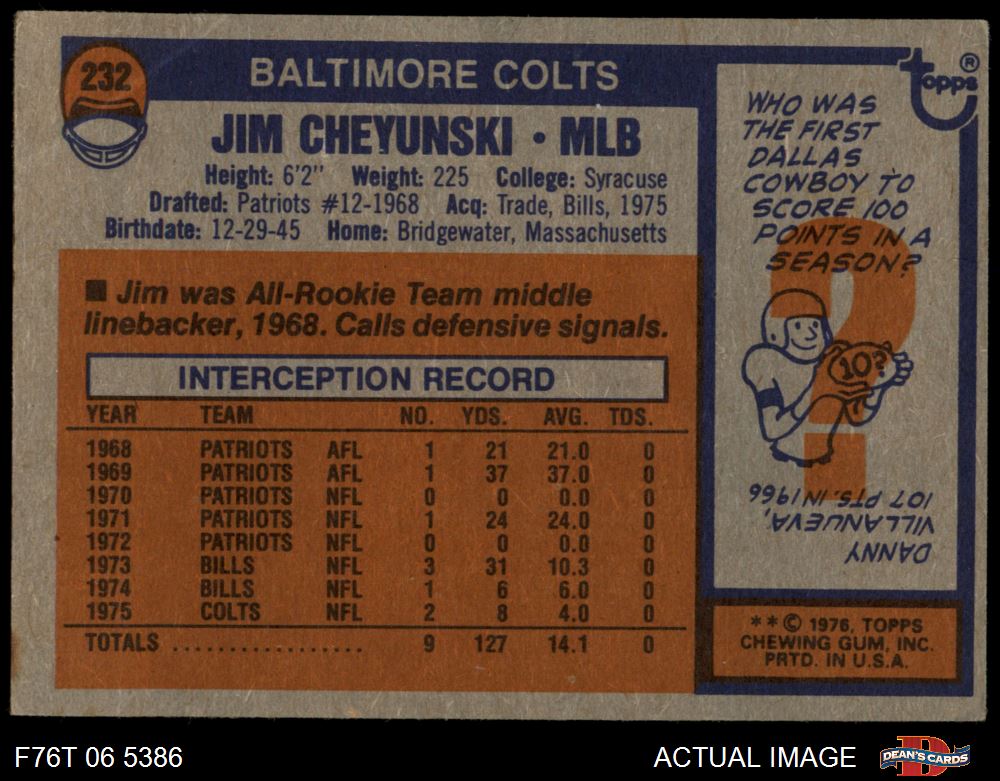 232
BALTIMORE COLTS
JIM CHEYUNSKI • MLB
Height: 6'2" Weight: 225 College: Syracuse
Drafted: Patriots #12-1968 Acq: Trade, Bills, 1975
Birthdate: 12-29-45 Home: Bridgewater, Massachusetts
■ Jim was All-Rookie Team middle
linebacker, 1968. Calls defensive signals.
INTERCEPTION RECORD
YEAR TEAM NO. YDS. AVG. TDS.
1968 PATRIOTS AFL 1 21 21.0 0
1969 PATRIOTS AFL 1 37 37.0 0
1970 PATRIOTS NFL 0 0 0.0 0
1971 PATRIOTS NFL 1 24 24.0 0
1972 PATRIOTS NFL 0 0 0.0 0
1973 BILLS NFL 3 31 10.3 0
1974 BILLS NFL 1 6 6.0 0
1975 COLTS NFL 2 8 4.0 0
TOTALS ................. 9 127 14.1 0
topps®
WHO WAS
THE FIRST
DALLAS
COWBOY TO
SCORE 100
POINTS IN A
SEASON?
?
10?
DANNY
VILLANUEVA,
107 PTS. IN 1966
**© 1976, TOPPS
CHEWING GUM, INC.
PRTD. IN U.S.A.
F76T 06 5386
ACTUAL IMAGE
DEAN'S CARDS